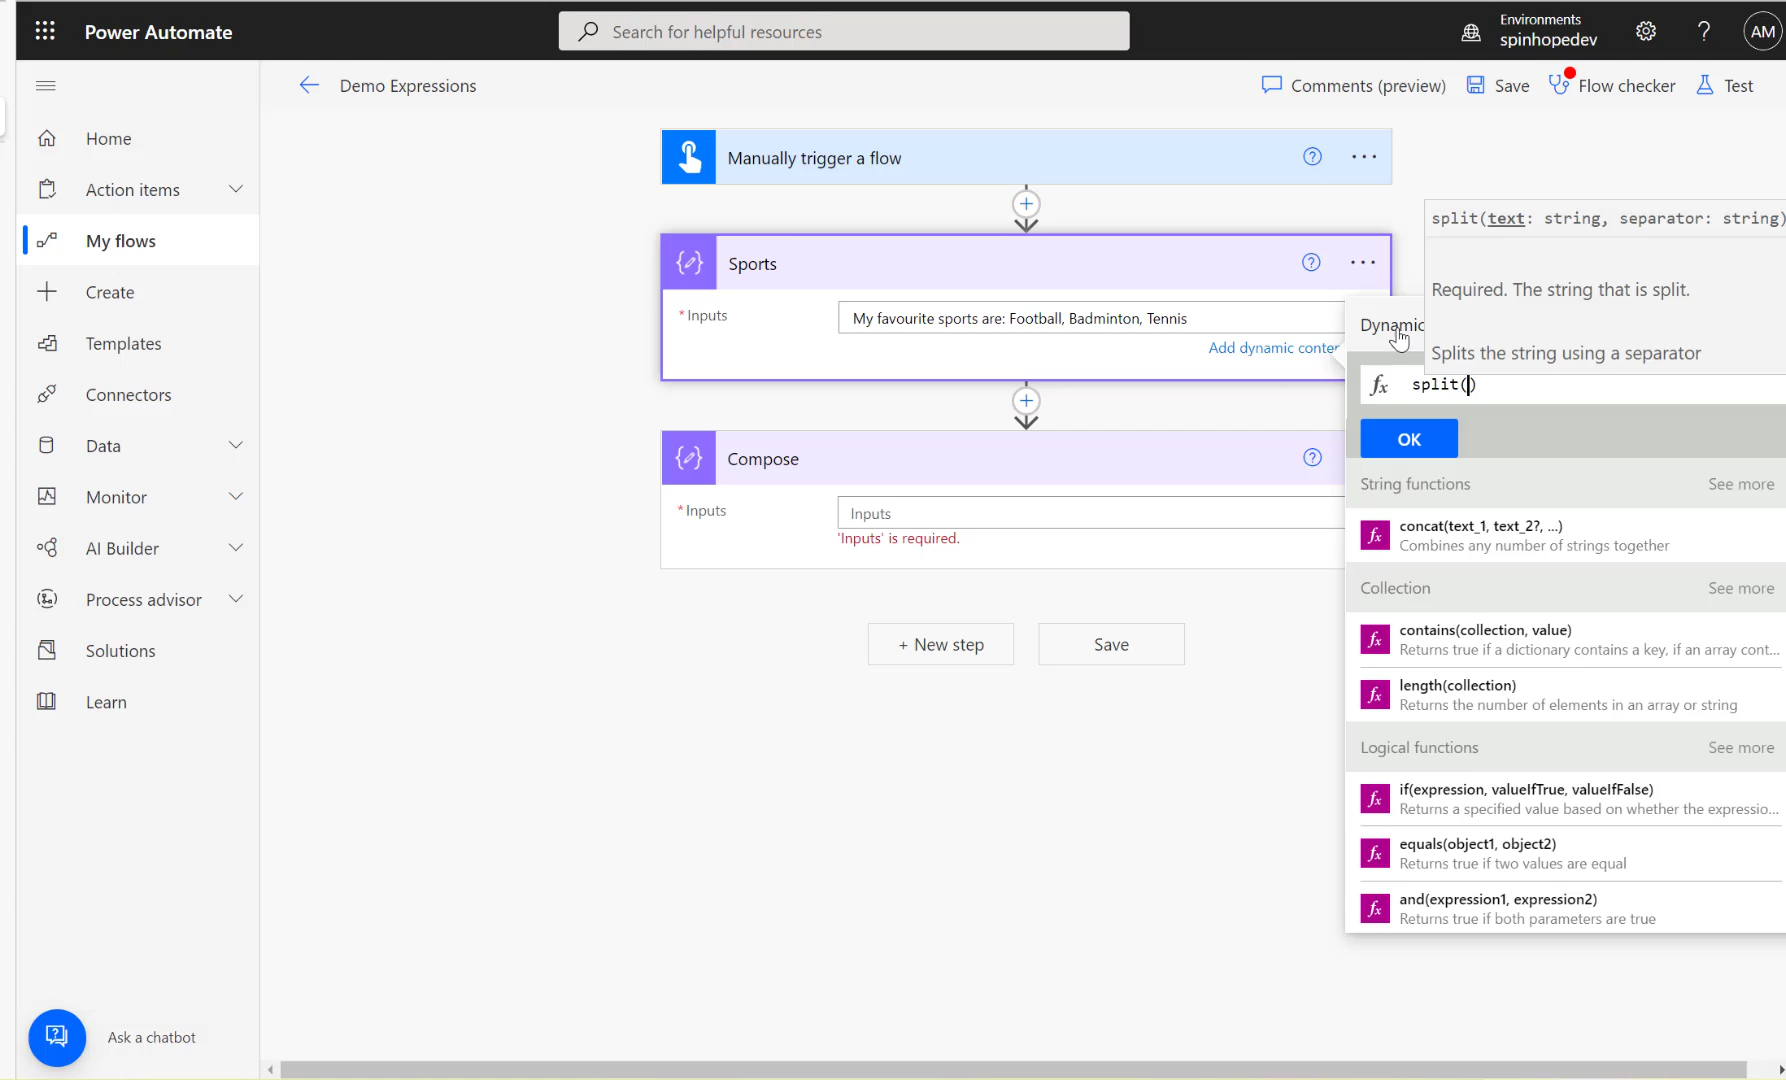 Power Automate
Search for helpful resources
Environments
spinhopedev
?
AM
Demo Expressions
Comments (preview)
Save
Flow checker
Test
Home
Action items
My flows
Create
Templates
Connectors
Data
Monitor
AI Builder
Process advisor
Solutions
Learn
Ask a chatbot
Manually trigger a flow
Sports
* Inputs
My favourite sports are: Football, Badminton, Tennis
Add dynamic conten
Compose
* Inputs
Inputs
'Inputs' is required.
+ New step
Save
split(text: string, separator: string)
Required. The string that is split.
Splits the string using a separator
Dynamic
fx split()
OK
String functions See more
fx concat(text_1, text_2?, ...)
Combines any number of strings together
Collection See more
fx contains(collection, value)
Returns true if a dictionary contains a key, if an array cont...
fx length(collection)
Returns the number of elements in an array or string
Logical functions See more
fx if(expression, valueIfTrue, valueIfFalse)
Returns a specified value based on whether the expressio...
fx equals(object1, object2)
Returns true if two values are equal
fx and(expression1, expression2)
Returns true if both parameters are true